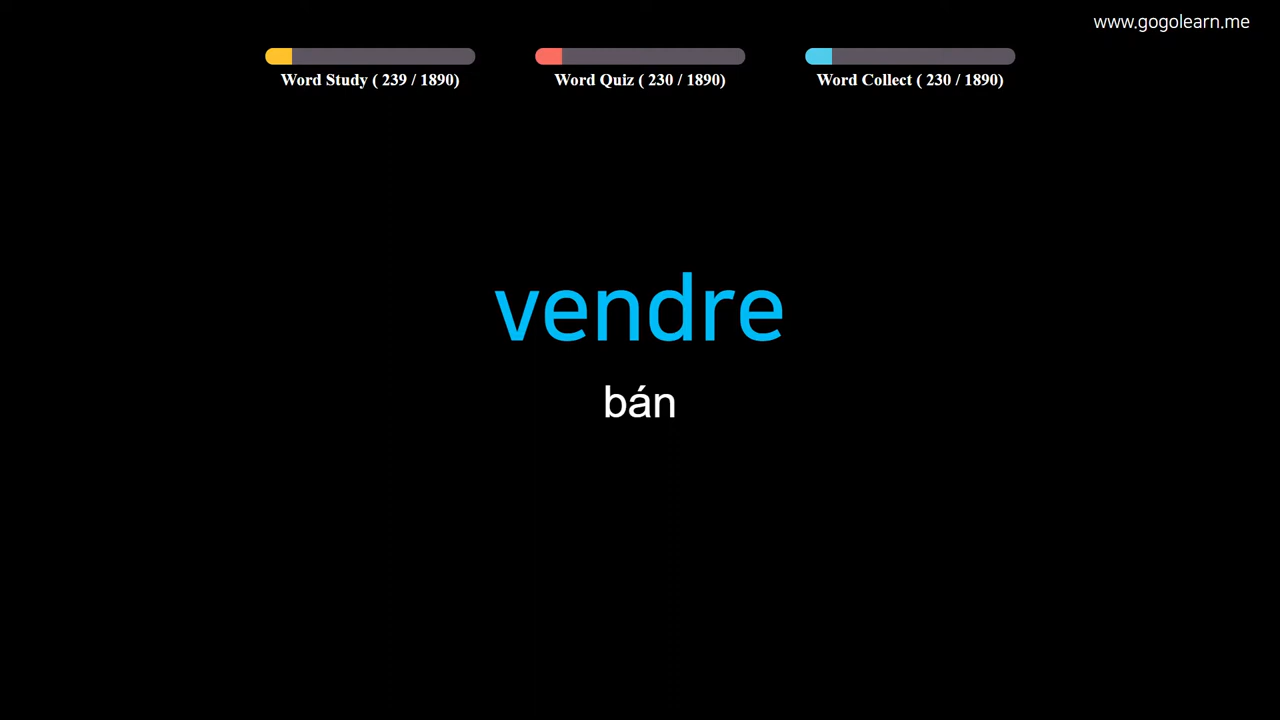 www.gogolearn.me
Word Study ( 239 / 1890)
Word Quiz ( 230 / 1890)
Word Collect ( 230 / 1890)
vendre
bán